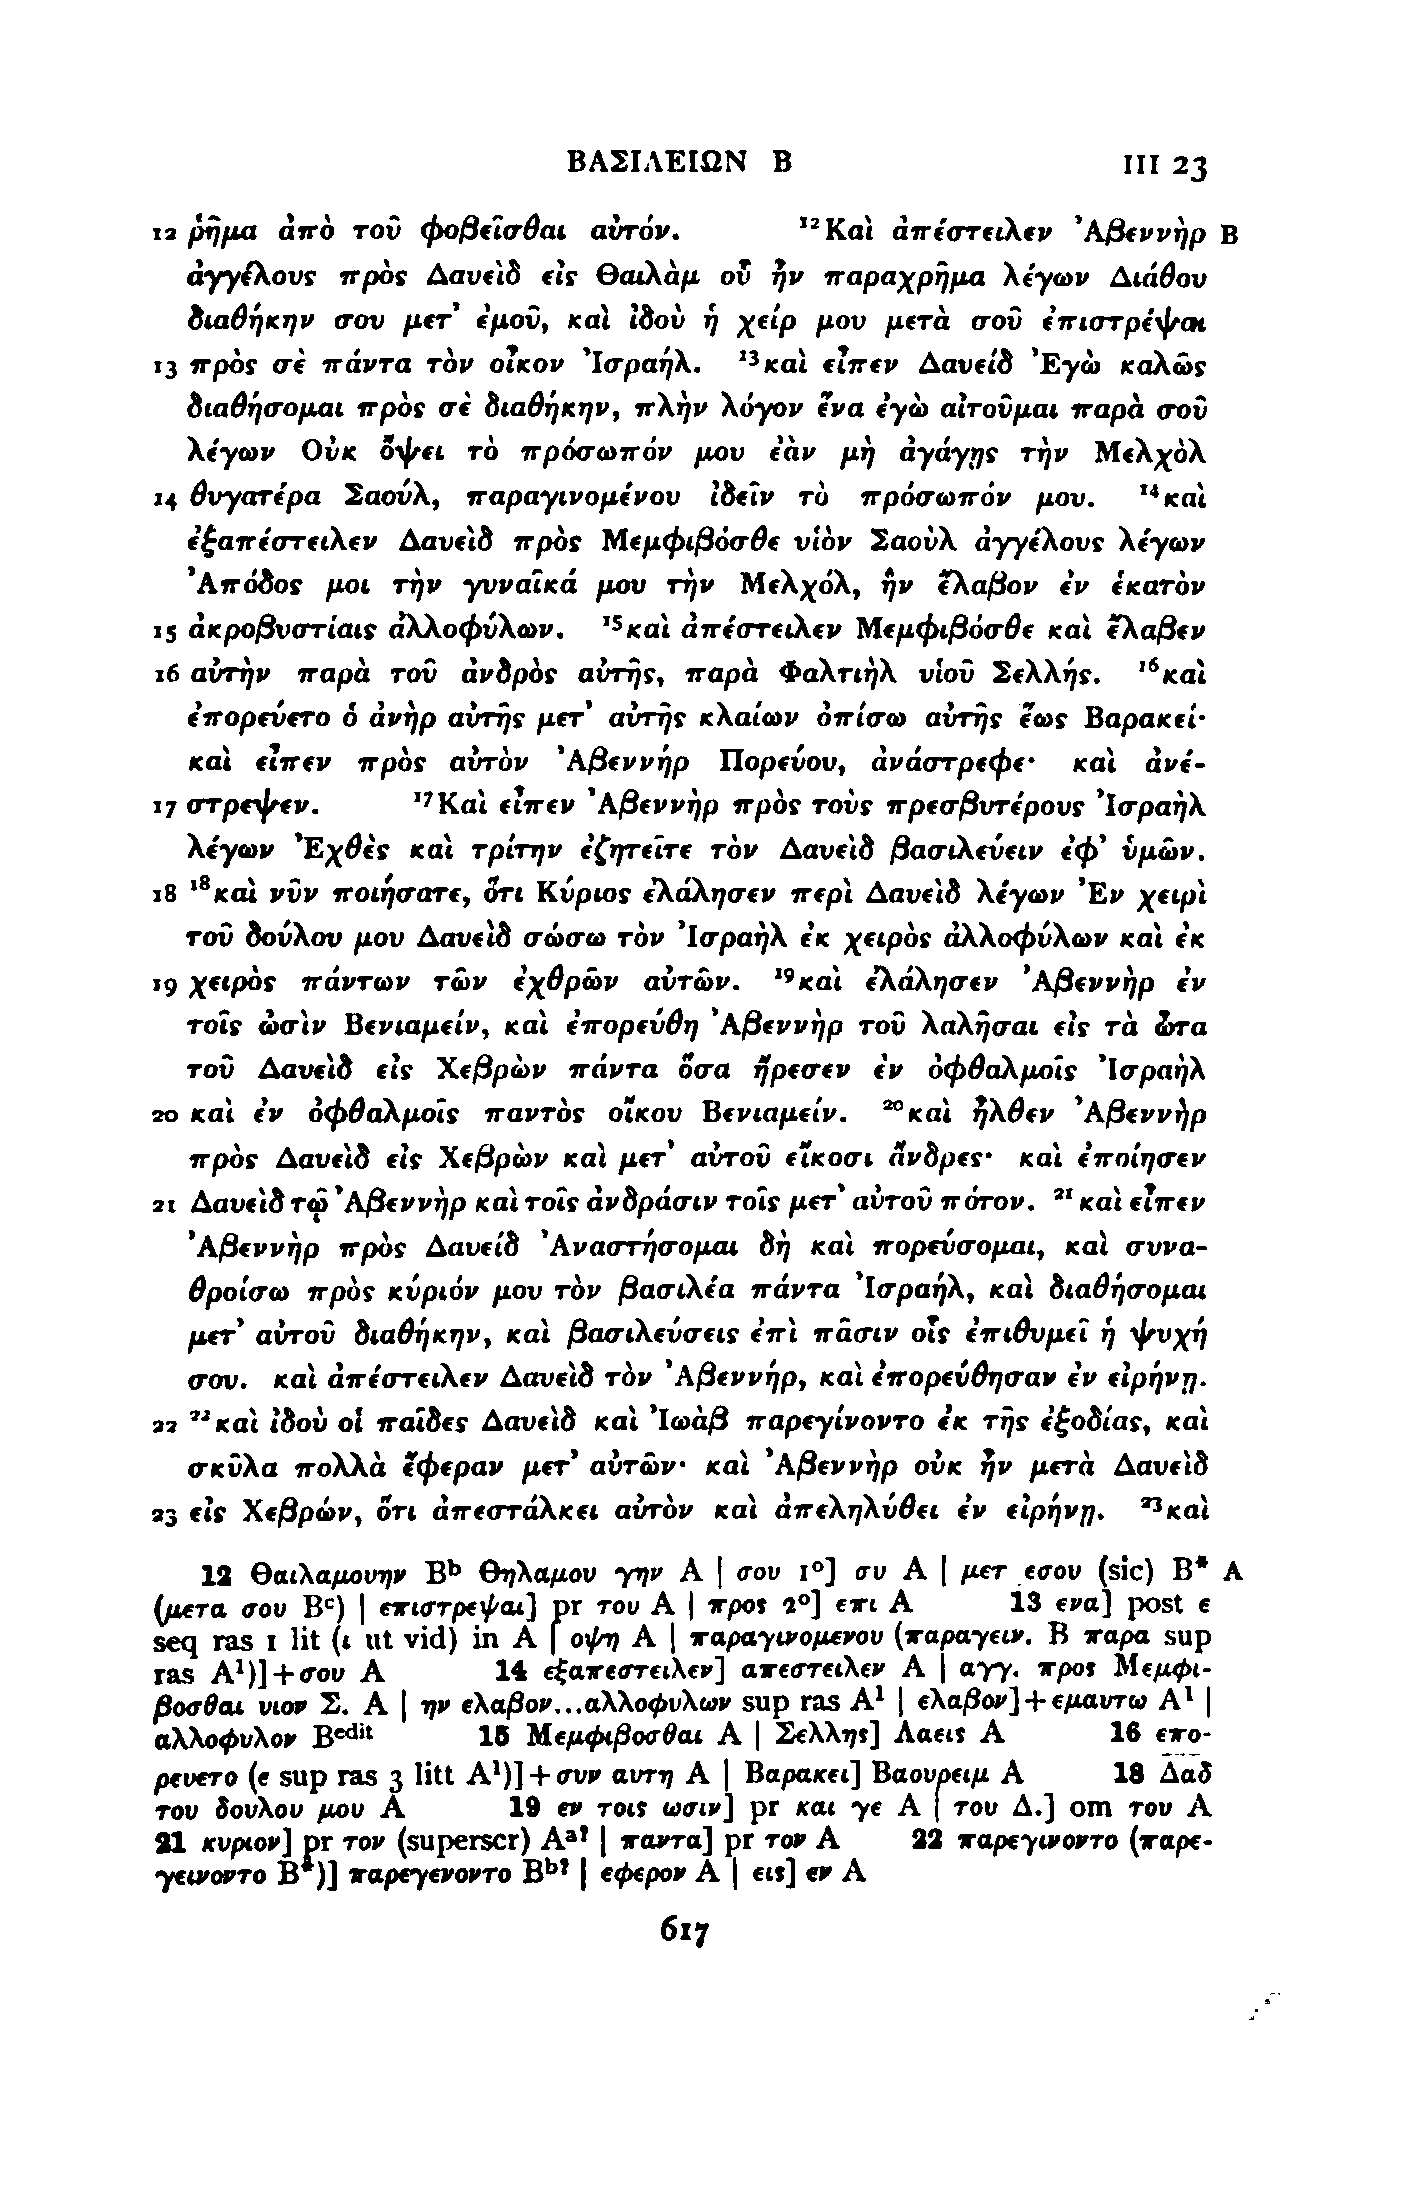 ΒΑΣΙΛΕΙΩΝ Β III 23
12 ῥῆμα ἀπὸ τοῦ φοβεῖσθαι αὐτόν. ¹²Καὶ ἀπέστειλεν Ἀβεννὴρ B
ἀγγέλους πρὸς Δαυεὶδ εἰς Θαιλὰμ οὗ ἦν παραχρῆμα λέγων Διάθου
διαθήκην σου μετ᾽ ἐμοῦ, καὶ ἰδοὺ ἡ χείρ μου μετὰ σοῦ ἐπιστρέψαι
13 πρὸς σὲ πάντα τὸν οἶκον Ἰσραήλ. ¹³καὶ εἶπεν Δαυείδ Ἐγὼ καλῶς
διαθήσομαι πρὸς σὲ διαθήκην, πλὴν λόγον ἕνα ἐγὼ αἰτοῦμαι παρὰ σοῦ
λέγων Οὐκ ὄψει τὸ πρόσωπόν μου ἐὰν μὴ ἀγάγῃς τὴν Μελχὸλ
14 θυγατέρα Σαούλ, παραγινομένου ἰδεῖν τὸ πρόσωπόν μου. ¹⁴καὶ
ἐξαπέστειλεν Δαυεὶδ πρὸς Μεμφιβόσθε υἱὸν Σαοὺλ ἀγγέλους λέγων
Ἀπόδος μοι τὴν γυναῖκά μου τὴν Μελχόλ, ἣν ἔλαβον ἐν ἑκατὸν
15 ἀκροβυστίαις ἀλλοφύλων. ¹⁵καὶ ἀπέστειλεν Μεμφιβόσθε καὶ ἔλαβεν
16 αὐτὴν παρὰ τοῦ ἀνδρὸς αὐτῆς, παρὰ Φαλτιὴλ υἱοῦ Σελλής. ¹⁶καὶ
ἐπορεύετο ὁ ἀνὴρ αὐτῆς μετ᾽ αὐτῆς κλαίων ὀπίσω αὐτῆς ἕως Βαρακεί·
καὶ εἶπεν πρὸς αὐτὸν Ἀβεννήρ Πορεύου, ἀνάστρεφε· καὶ ἀνέ-
17 στρεψεν. ¹⁷Καὶ εἶπεν Ἀβεννὴρ πρὸς τοὺς πρεσβυτέρους Ἰσραὴλ
λέγων Ἐχθὲς καὶ τρίτην ἐζητεῖτε τὸν Δαυεὶδ βασιλεύειν ἐφ᾽ ὑμῶν.
18 ¹⁸καὶ νῦν ποιήσατε, ὅτι Κύριος ἐλάλησεν περὶ Δαυεὶδ λέγων Ἐν χειρὶ
τοῦ δούλου μου Δαυεὶδ σώσω τὸν Ἰσραὴλ ἐκ χειρὸς ἀλλοφύλων καὶ ἐκ
19 χειρὸς πάντων τῶν ἐχθρῶν αὐτῶν. ¹⁹καὶ ἐλάλησεν Ἀβεννὴρ ἐν
τοῖς ὠσὶν Βενιαμείν, καὶ ἐπορεύθη Ἀβεννὴρ τοῦ λαλῆσαι εἰς τὰ ὦτα
τοῦ Δαυεὶδ εἰς Χεβρὼν πάντα ὅσα ἤρεσεν ἐν ὀφθαλμοῖς Ἰσραὴλ
20 καὶ ἐν ὀφθαλμοῖς παντὸς οἴκου Βενιαμείν. ²⁰καὶ ἦλθεν Ἀβεννὴρ
πρὸς Δαυεὶδ εἰς Χεβρὼν καὶ μετ᾽ αὐτοῦ εἴκοσι ἄνδρες· καὶ ἐποίησεν
21 Δαυεὶδ τῷ Ἀβεννὴρ καὶ τοῖς ἀνδράσιν τοῖς μετ᾽ αὐτοῦ πότον. ²¹καὶ εἶπεν
Ἀβεννὴρ πρὸς Δαυείδ Ἀναστήσομαι δὴ καὶ πορεύσομαι, καὶ συνα-
θροίσω πρὸς κύριόν μου τὸν βασιλέα πάντα Ἰσραήλ, καὶ διαθήσομαι
μετ᾽ αὐτοῦ διαθήκην, καὶ βασιλεύσεις ἐπὶ πᾶσιν οἷς ἐπιθυμεῖ ἡ ψυχή
σου. καὶ ἀπέστειλεν Δαυεὶδ τὸν Ἀβεννήρ, καὶ ἐπορεύθησαν ἐν εἰρήνῃ.
22 ²²καὶ ἰδοὺ οἱ παῖδες Δαυεὶδ καὶ Ἰωὰβ παρεγίνοντο ἐκ τῆς ἐξοδίας, καὶ
σκῦλα πολλὰ ἔφεραν μετ᾽ αὐτῶν· καὶ Ἀβεννὴρ οὐκ ἦν μετὰ Δαυεὶδ
23 εἰς Χεβρών, ὅτι ἀπεστάλκει αὐτὸν καὶ ἀπεληλύθει ἐν εἰρήνῃ. ²³καὶ
12 Θαιλαμουην Bᵇ Θηλαμου γην A | σου 1°] συ A | μετ εσου (sic) B* A
(μετα σου Bᶜ) | επιστρεψαι] pr του A | προς 2°] επι A 13 ενα] post ε
seq ras 1 lit (ι ut vid) in A | οψη A | παραγινομενου (παραγειν. B παρα sup
ras A¹)]+σου A 14 εξαπεστειλεν] απεστειλεν A | αγγ. προς Μεμφι-
βοσθαι υιον Σ. A | ην ελαβον...αλλοφυλων sup ras A¹ | ελαβον]+εμαυτω A¹ |
αλλοφυλον Bᵉᵈⁱᵗ 15 Μεμφιβοσθαι A | Σελλης] Λαεις A 16 επο-
ρευετο (ε sup ras 3 litt A¹)]+συν αυτη A | Βαρακει] Βαουρειμ A 18 Δ̅α̅δ̅
του δουλου μου A 19 εν τοις ωσιν] pr και γε A | του Δ.] om του A
21 κυριον] pr τον (superscr) Aᵃ? | παντα] pr τον A 22 παρεγινοντο (παρε-
γεινοντο B*)] παρεγενοντο Bᵇ? | εφερον A | εις] εν A
617